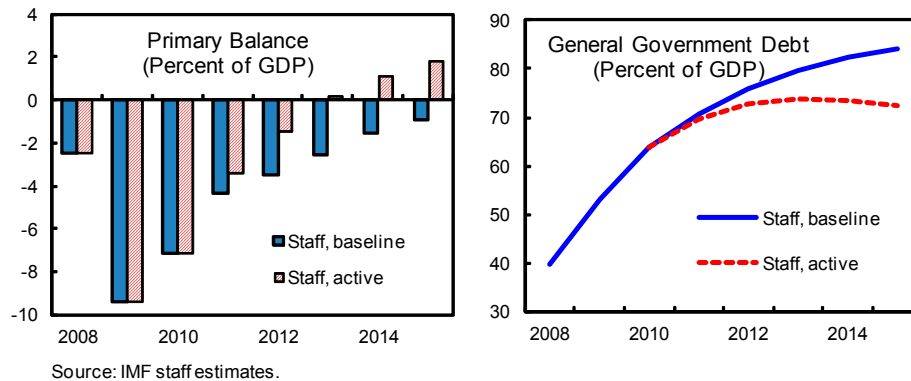 Primary Balance
(Percent of GDP)
4
2
0
-2
-4
-6
-8
-10
2008
2010
2012
2014
Staff, baseline
Staff, active
General Government Debt
(Percent of GDP)
90
80
70
60
50
40
30
2008
2010
2012
2014
Staff, baseline
Staff, active
Source: IMF staff estimates.